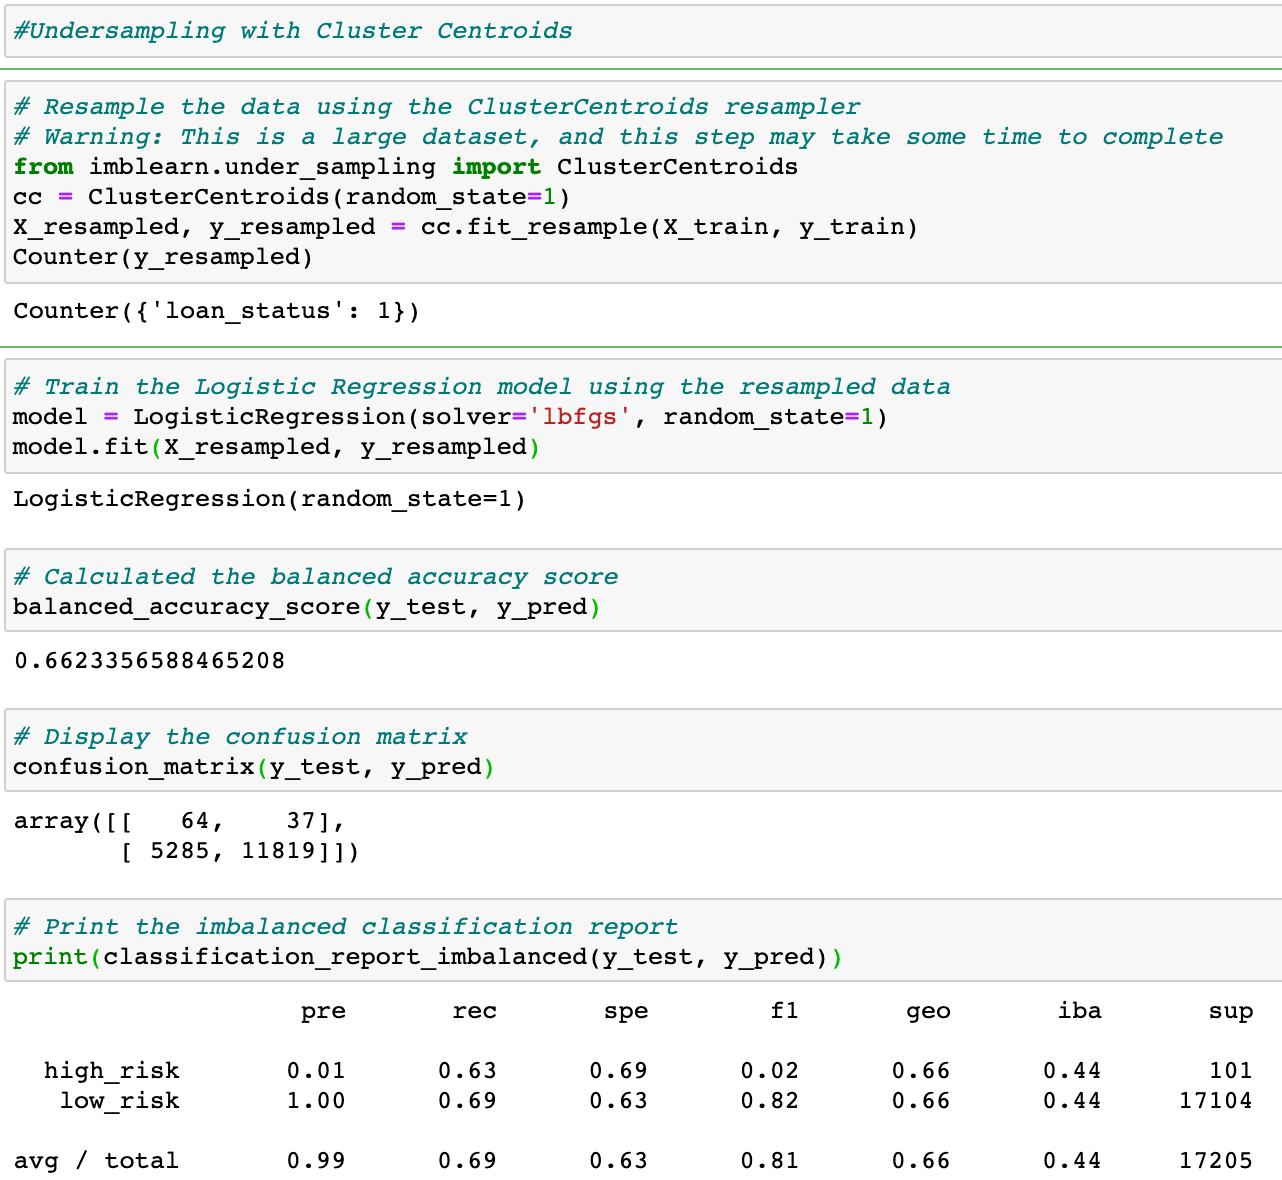 #Undersampling with Cluster Centroids
# Resample the data using the ClusterCentroids resampler
# Warning: This is a large dataset, and this step may take some time to complete
from imblearn.under_sampling import ClusterCentroids
cc = ClusterCentroids(random_state=1)
X_resampled, y_resampled = cc.fit_resample(X_train, y_train)
Counter(y_resampled)
Counter({'loan_status': 1})
# Train the Logistic Regression model using the resampled data
model = LogisticRegression(solver='lbfgs', random_state=1)
model.fit(X_resampled, y_resampled)
LogisticRegression(random_state=1)
# Calculated the balanced accuracy score
balanced_accuracy_score(y_test, y_pred)
0.6623356588465208
# Display the confusion matrix
confusion_matrix(y_test, y_pred)
array([[   64,    37],
       [ 5285, 11819]])
# Print the imbalanced classification report
print(classification_report_imbalanced(y_test, y_pred))
                   pre       rec       spe        f1       geo       iba       sup
  high_risk       0.01      0.63      0.69      0.02      0.66      0.44       101
   low_risk       1.00      0.69      0.63      0.82      0.66      0.44     17104
avg / total       0.99      0.69      0.63      0.81      0.66      0.44     17205